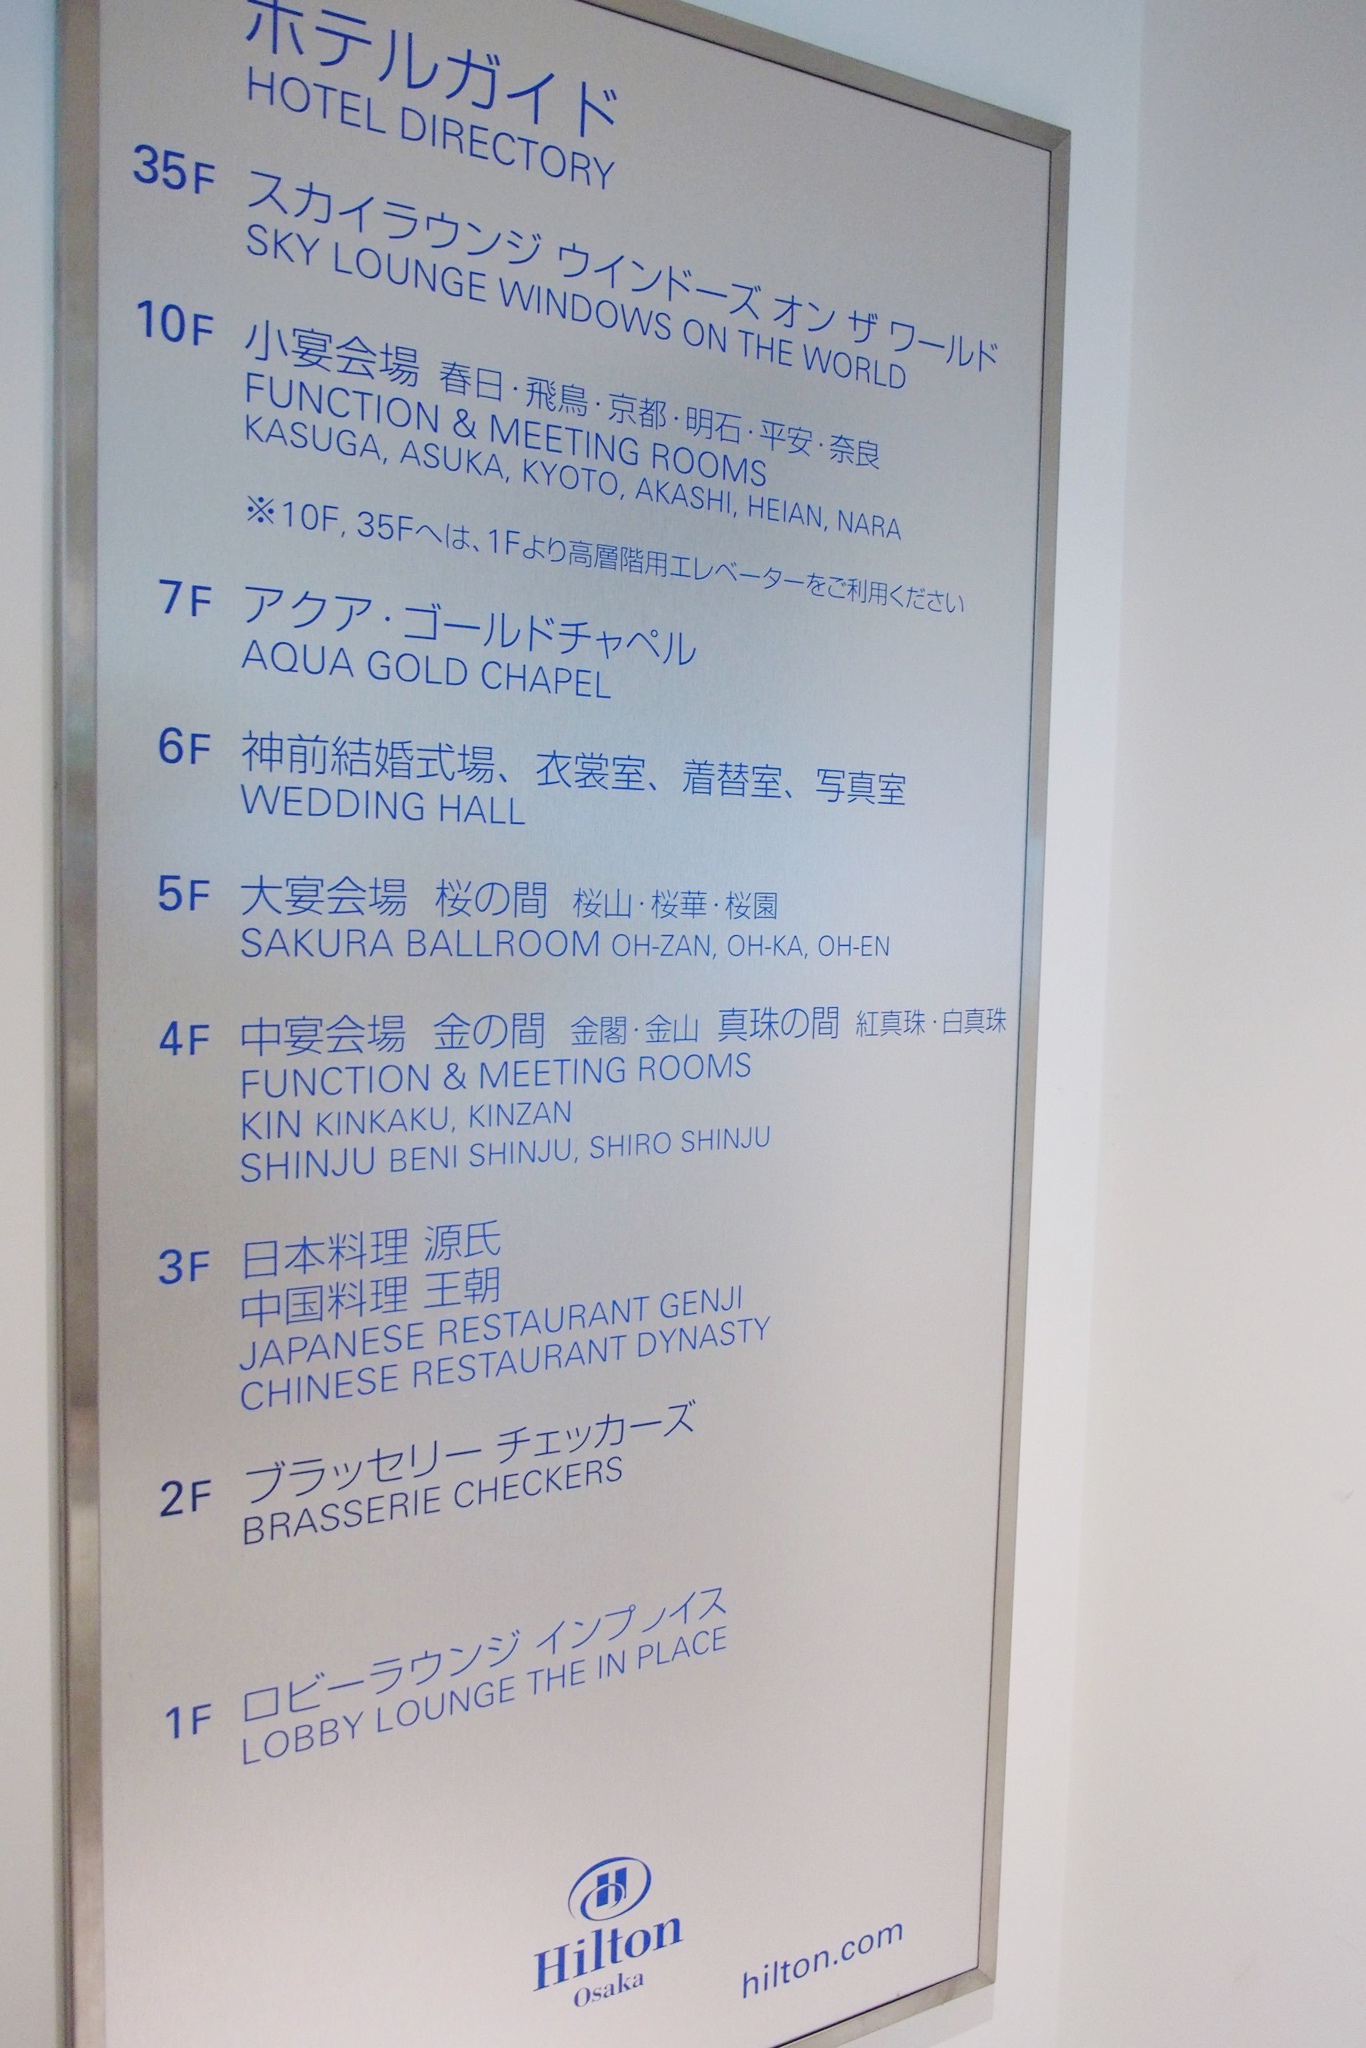 ホテルガイド
HOTEL DIRECTORY
35F スカイラウンジ ウインドーズ オン ザ ワールド
SKY LOUNGE WINDOWS ON THE WORLD
10F 小宴会場 春日・飛鳥・京都・明石・平安・奈良
FUNCTION & MEETING ROOMS
KASUGA, ASUKA, KYOTO, AKASHI, HEIAN, NARA
※10F, 35Fへは、1Fより高層階用エレベーターをご利用ください
7F アクア・ゴールドチャペル
AQUA GOLD CHAPEL
6F 神前結婚式場、衣裳室、着替室、写真室
WEDDING HALL
5F 大宴会場 桜の間 桜山・桜華・桜園
SAKURA BALLROOM OH-ZAN, OH-KA, OH-EN
4F 中宴会場 金の間 金閣・金山 真珠の間 紅真珠・白真珠
FUNCTION & MEETING ROOMS
KIN KINKAKU, KINZAN
SHINJU BENI SHINJU, SHIRO SHINJU
3F 日本料理 源氏
中国料理 王朝
JAPANESE RESTAURANT GENJI
CHINESE RESTAURANT DYNASTY
2F ブラッセリー チェッカーズ
BRASSERIE CHECKERS
1F ロビーラウンジ インプノイス
LOBBY LOUNGE THE IN PLACE
H
Hilton
Osaka
hilton.com